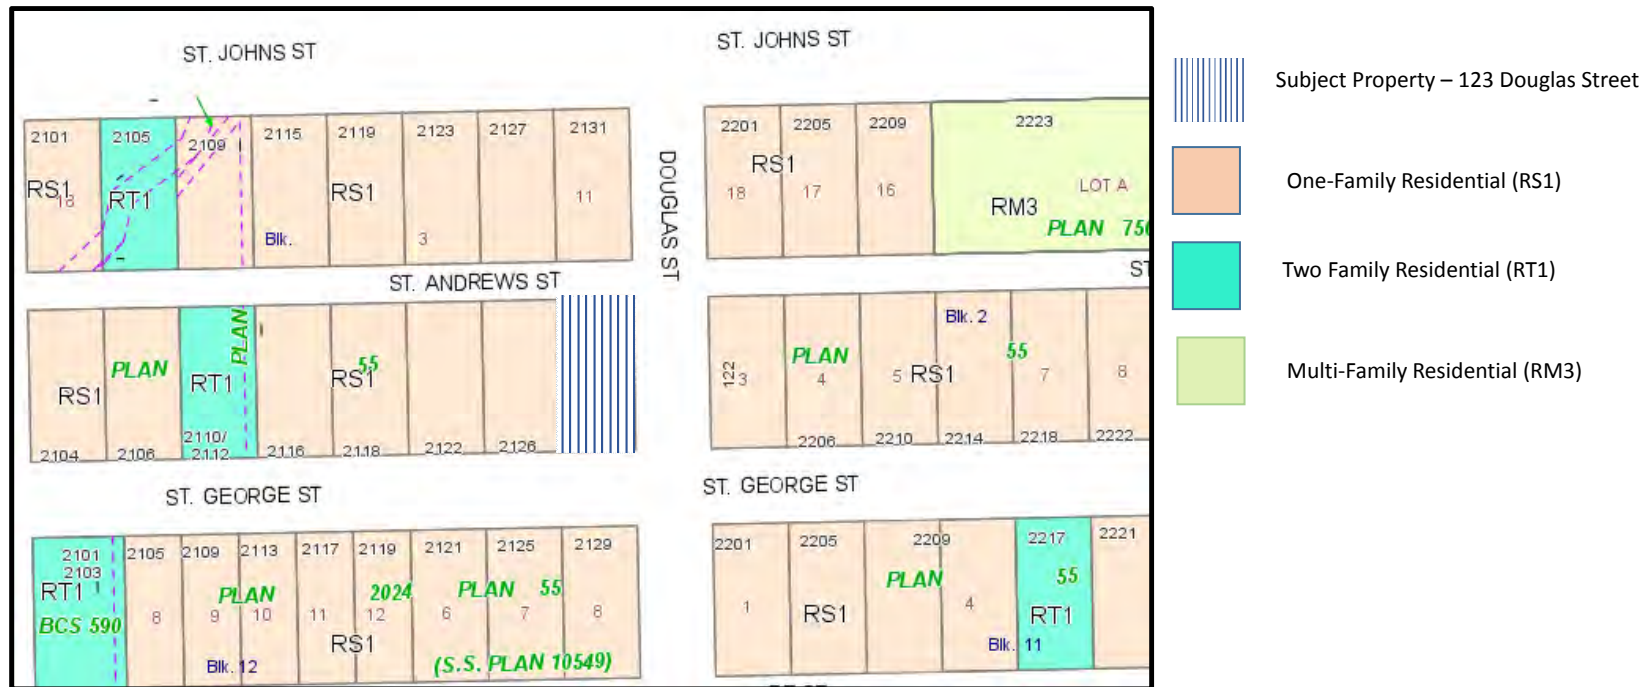 ST. JOHNS ST
ST. JOHNS ST
Subject Property – 123 Douglas Street
2101
2105
2109
2115
2119
2123
2127
2131
2201
2205
2209
2223
DOUGLAS ST
RS1
RT1
RS1
11
Blk.
3
RS1
18
17
16
LOT A
RM3
PLAN 750
One-Family Residential (RS1)
ST. ANDREWS ST
ST
Two Family Residential (RT1)
PLAN
PLAN
RS1
RT1
RS1
55
2104
2106
2110/
2112
2116
2118
2122
2126
Blk. 2
PLAN
55
122
3
4
5
RS1
7
8
2206
2210
2214
2218
2222
Multi-Family Residential (RM3)
ST. GEORGE ST
ST. GEORGE ST
2101
2103
RT1
BCS 590
2105
2109
2113
2117
2119
2121
2125
2129
PLAN
2024
PLAN 55
8
9
10
11
12
6
7
8
RS1
Blk. 12
(S.S. PLAN 10549)
2201
2205
2209
2217
2221
PLAN
55
1
RS1
4
RT1
Blk. 11